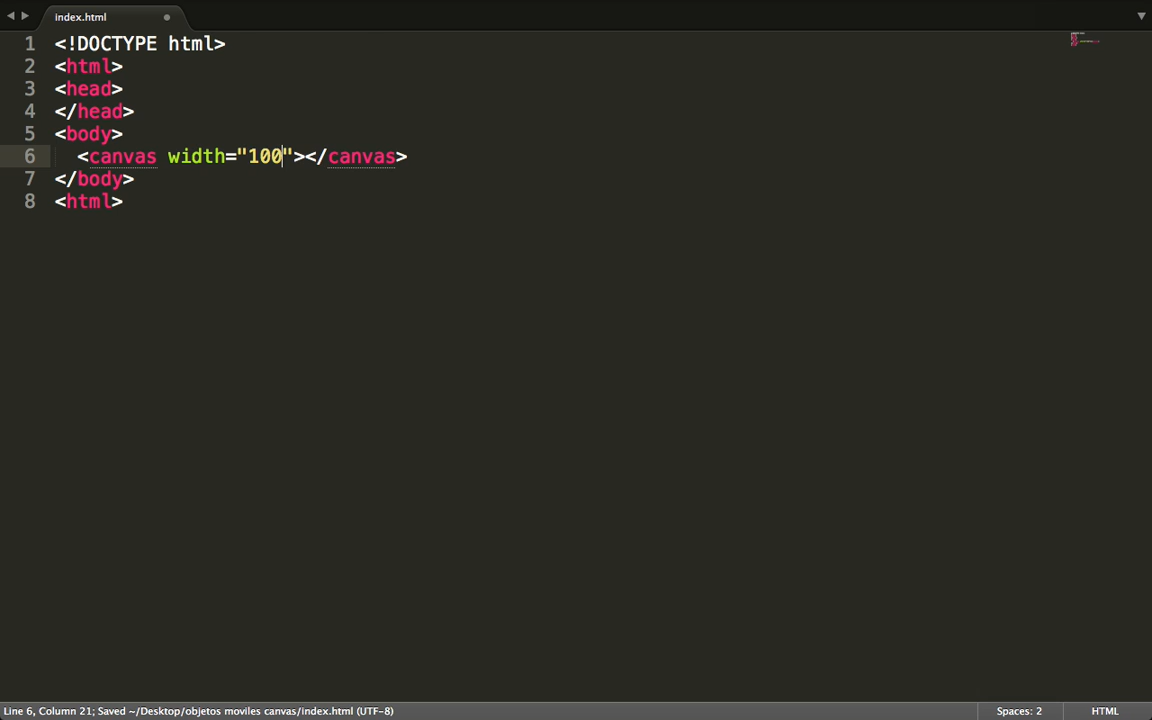 index.html
1 <!DOCTYPE html>
2 <html>
3 <head>
4 </head>
5 <body>
6   <canvas width="100"></canvas>
7 </body>
8 <html>
Line 6, Column 21; Saved ~/Desktop/objetos moviles canvas/index.html (UTF-8) Spaces: 2 HTML